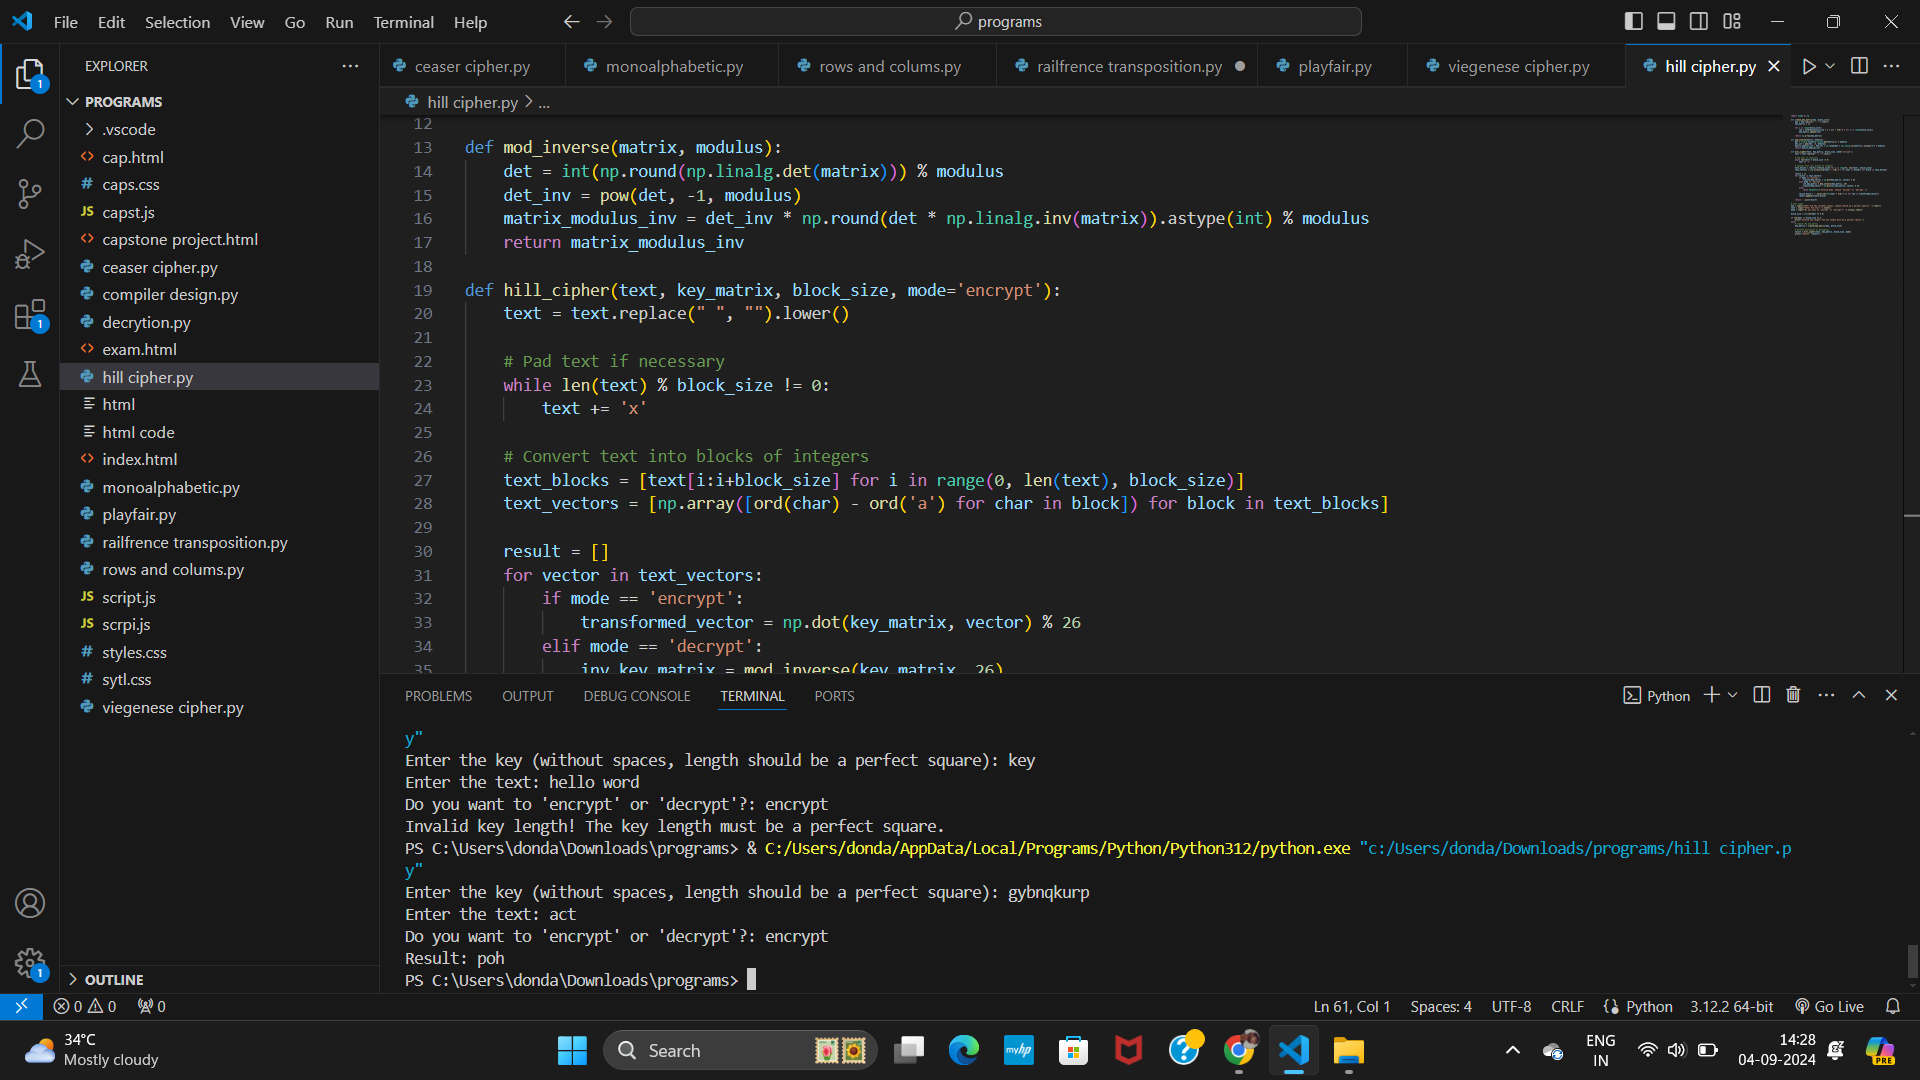 File Edit Selection View Go Run Terminal Help
programs
EXPLORER
PROGRAMS
.vscode
cap.html
caps.css
capst.js
capstone project.html
ceaser cipher.py
compiler design.py
decrytion.py
exam.html
hill cipher.py
html
html code
index.html
monoalphabetic.py
playfair.py
railfrence transposition.py
rows and colums.py
script.js
scrpi.js
styles.css
sytl.css
viegenese cipher.py
OUTLINE
ceaser cipher.py monoalphabetic.py rows and colums.py railfrence transposition.py playfair.py viegenese cipher.py hill cipher.py
hill cipher.py > ...
12
13 def mod_inverse(matrix, modulus):
14 det = int(np.round(np.linalg.det(matrix))) % modulus
15 det_inv = pow(det, -1, modulus)
16 matrix_modulus_inv = det_inv * np.round(det * np.linalg.inv(matrix)).astype(int) % modulus
17 return matrix_modulus_inv
18
19 def hill_cipher(text, key_matrix, block_size, mode='encrypt'):
20 text = text.replace(" ", "").lower()
21
22 # Pad text if necessary
23 while len(text) % block_size != 0:
24 text += 'x'
25
26 # Convert text into blocks of integers
27 text_blocks = [text[i:i+block_size] for i in range(0, len(text), block_size)]
28 text_vectors = [np.array([ord(char) - ord('a') for char in block]) for block in text_blocks]
29
30 result = []
31 for vector in text_vectors:
32 if mode == 'encrypt':
33 transformed_vector = np.dot(key_matrix, vector) % 26
34 elif mode == 'decrypt':
35 inv_key_matrix = mod_inverse(key_matrix, 26)
PROBLEMS OUTPUT DEBUG CONSOLE TERMINAL PORTS
Python
y"
Enter the key (without spaces, length should be a perfect square): key
Enter the text: hello word
Do you want to 'encrypt' or 'decrypt'?: encrypt
Invalid key length! The key length must be a perfect square.
PS C:\Users\donda\Downloads\programs> & C:/Users/donda/AppData/Local/Programs/Python/Python312/python.exe "c:/Users/donda/Downloads/programs/hill cipher.p
y"
Enter the key (without spaces, length should be a perfect square): gybnqkurp
Enter the text: act
Do you want to 'encrypt' or 'decrypt'?: encrypt
Result: poh
PS C:\Users\donda\Downloads\programs>
0 0 0 Ln 61, Col 1 Spaces: 4 UTF-8 CRLF Python 3.12.2 64-bit Go Live
34°C
Mostly cloudy
Search
myhp
ENG
IN
14:28
04-09-2024
PRE